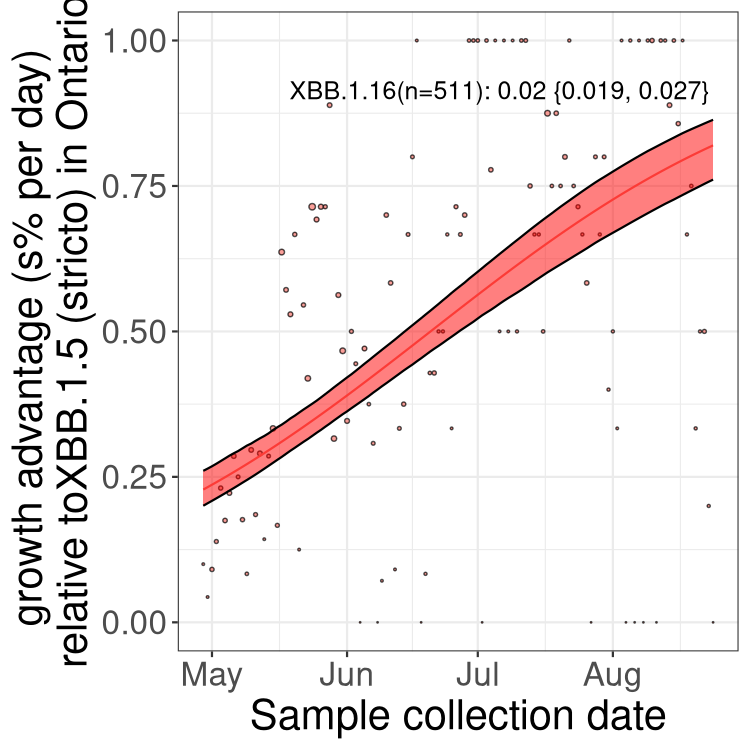 growth advantage (s% per day)
relative toXBB.1.5 (stricto) in Ontario
1.00
0.75
0.50
0.25
0.00
XBB.1.16(n=511): 0.02 {0.019, 0.027}
May Jun Jul Aug
Sample collection date